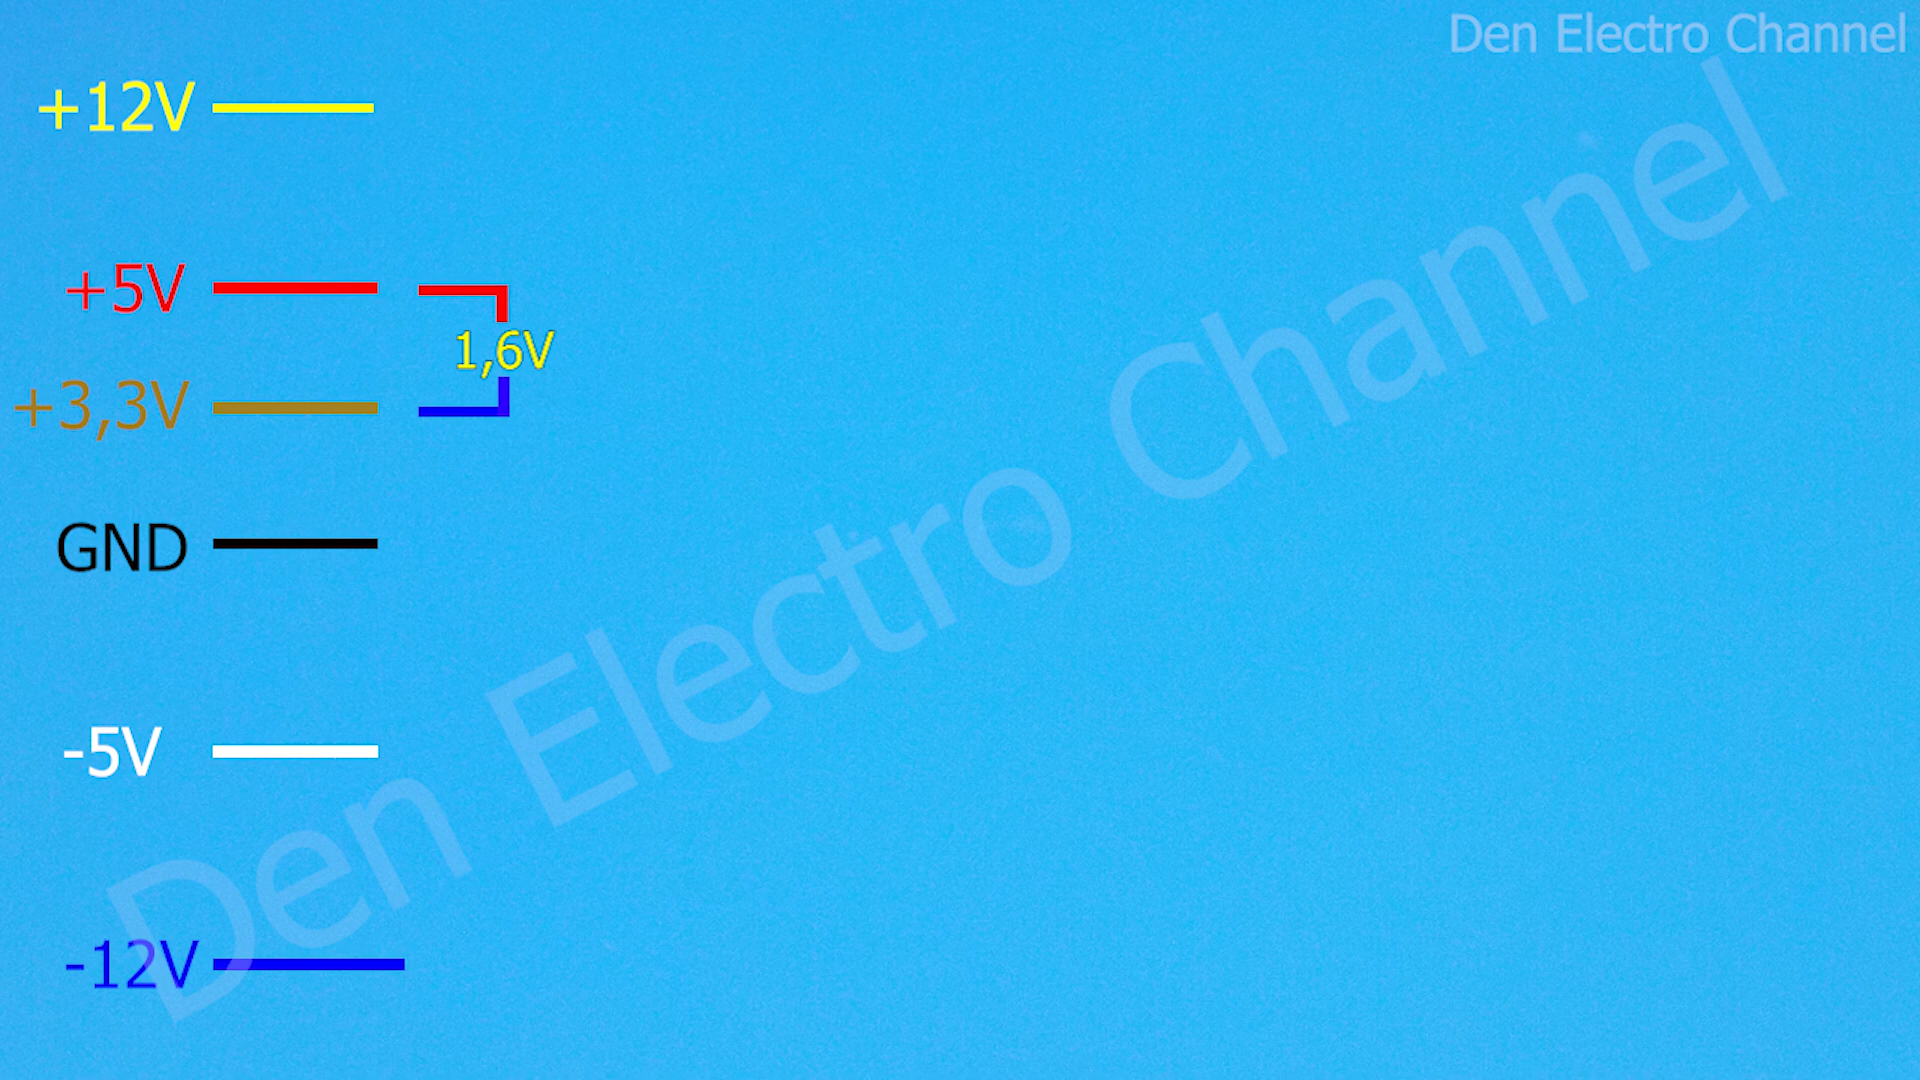 Den Electro Channel
+12V
+5V
1,6V
+3,3V
GND
-5V
-12V
Den Electro Channel